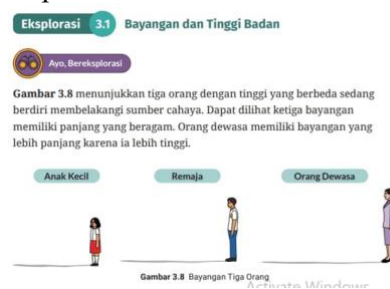 Eksplorasi 3.1 Bayangan dan Tinggi Badan
Ayo, Bereksplorasi
Gambar 3.8 menunjukkan tiga orang dengan tinggi yang berbeda sedang
berdiri membelakangi sumber cahaya. Dapat dilihat ketiga bayangan
memiliki panjang yang beragam. Orang dewasa memiliki bayangan yang
lebih panjang karena ia lebih tinggi.
Anak Kecil Remaja Orang Dewasa
Gambar 3.8 Bayangan Tiga Orang
Activate Windows